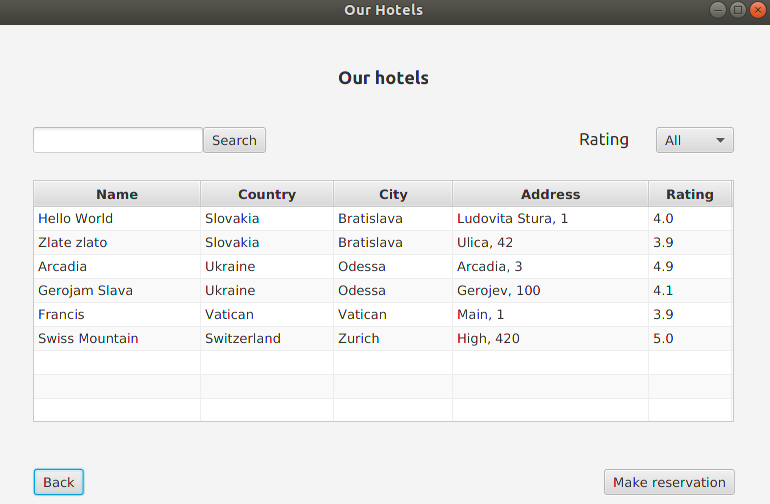 Our Hotels
Our hotels
Search Rating All
Name Country City Address Rating
Hello World Slovakia Bratislava Ludovita Stura, 1 4.0
Zlate zlato Slovakia Bratislava Ulica, 42 3.9
Arcadia Ukraine Odessa Arcadia, 3 4.9
Gerojam Slava Ukraine Odessa Gerojev, 100 4.1
Francis Vatican Vatican Main, 1 3.9
Swiss Mountain Switzerland Zurich High, 420 5.0
Back Make reservation